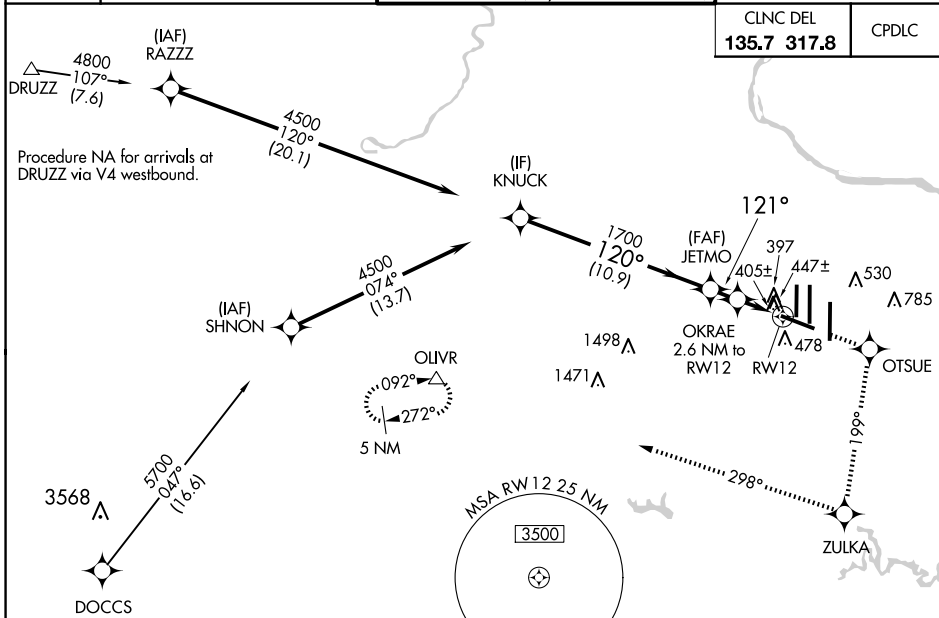 CLNC DEL
135.7 317.8
CPDLC
(IAF)
RAZZZ
DRUZZ
4800
107°
(7.6)
4500
120°
(20.1)
Procedure NA for arrivals at
DRUZZ via V4 westbound.
(IF)
KNUCK
1700
120°
(10.9)
121°
(FAF)
JETMO
397
405±
447±
530
785
4500
074°
(13.7)
(IAF)
SHNON
OKRAE
2.6 NM to
RW12
RW12
478
OTSUE
1498
1471
OLIVR
092°
272°
5 NM
199°
5700
047°
(16.6)
298°
3568
MSA RW12 25 NM
3500
ZULKA
DOCCS